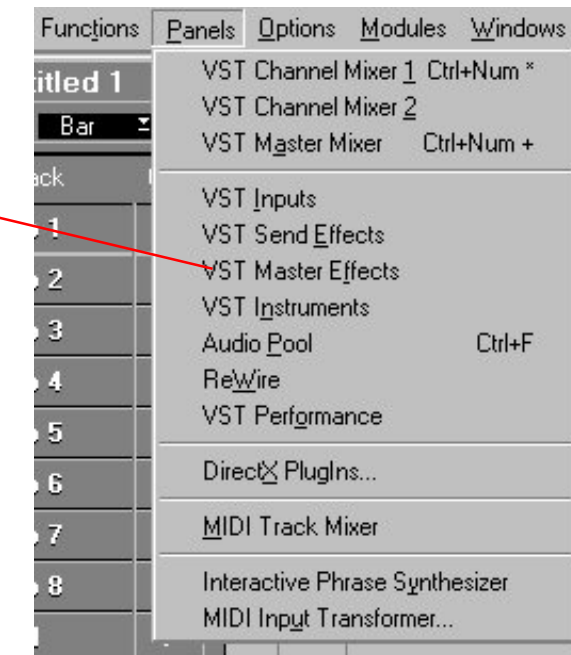 Functions Panels Options Modules Windows
itled 1
Bar
ack
1
2
3
4
5
6
7
8
VST Channel Mixer 1 Ctrl+Num *
VST Channel Mixer 2
VST Master Mixer Ctrl+Num +
VST Inputs
VST Send Effects
VST Master Effects
VST Instruments
Audio Pool Ctrl+F
ReWire
VST Performance
DirectX PlugIns...
MIDI Track Mixer
Interactive Phrase Synthesizer
MIDI Input Transformer...